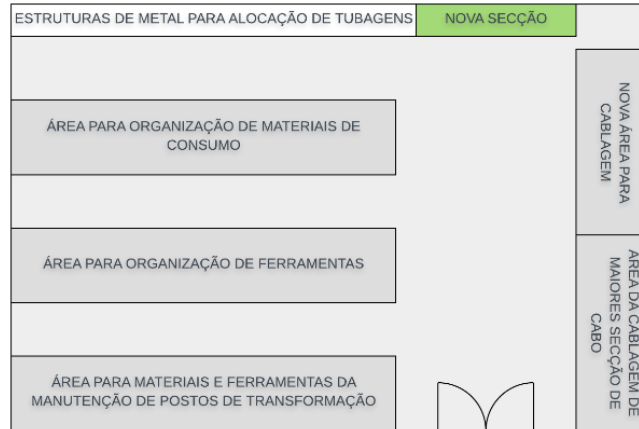 ESTRUTURAS DE METAL PARA ALOCAÇÃO DE TUBAGENS
NOVA SECÇÃO
NOVA ÁREA PARA
CABLAGEM
ÁREA PARA ORGANIZAÇÃO DE MATERIAIS DE
CONSUMO
ÁREA PARA ORGANIZAÇÃO DE FERRAMENTAS
ÁREA DA CABLAGEM DE
MAIORES SECÇÃO DE
CABO
ÁREA PARA MATERIAIS E FERRAMENTAS DA
MANUTENÇÃO DE POSTOS DE TRANSFORMAÇÃO